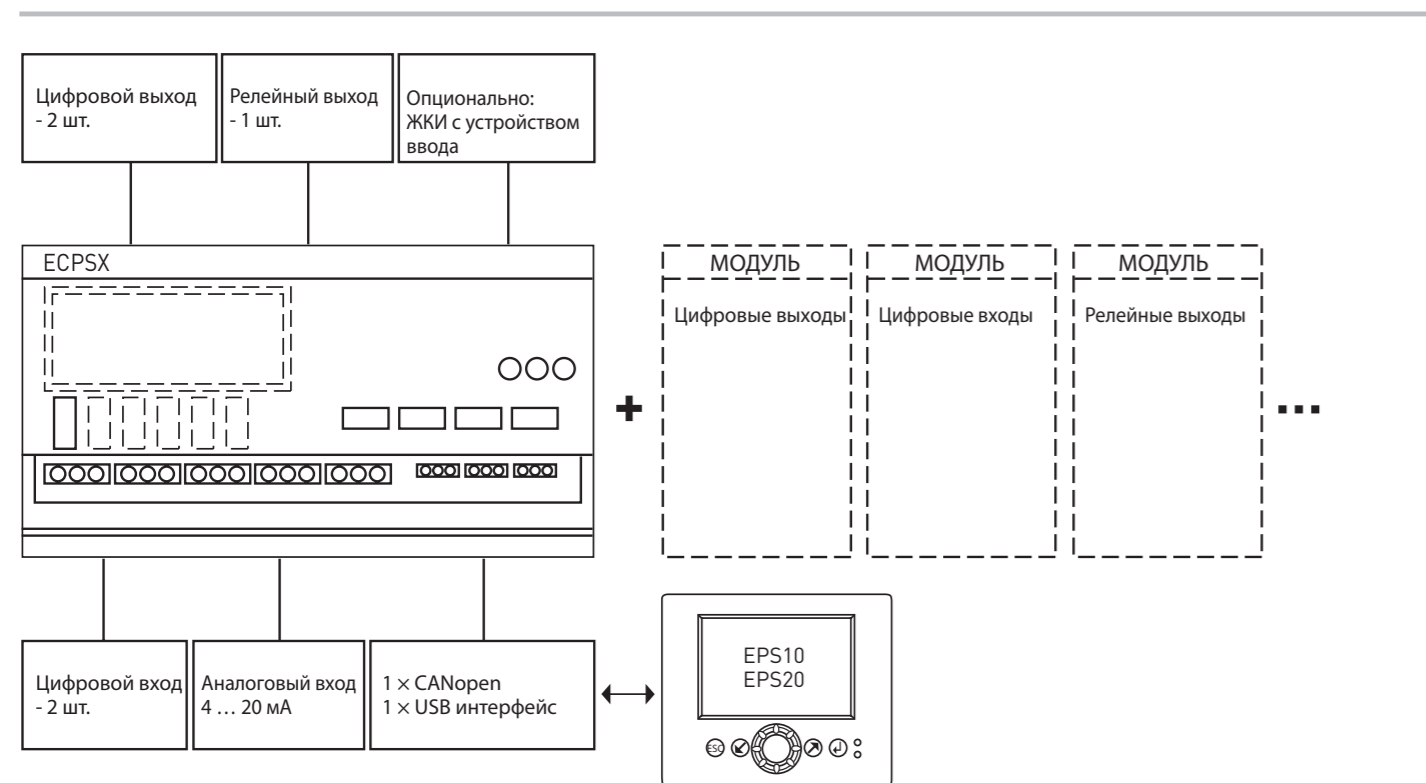 Цифровой выход
- 2 шт.
Релейный выход
- 1 шт.
Опционально:
ЖКИ с устройством
ввода
ECPSX
МОДУЛЬ
Цифровые выходы
МОДУЛЬ
Цифровые входы
МОДУЛЬ
Релейные выходы
+
...
Цифровой вход
- 2 шт.
Аналоговый вход
4 … 20 мА
1 × CANopen
1 × USB интерфейс
EPS10
EPS20
ESC